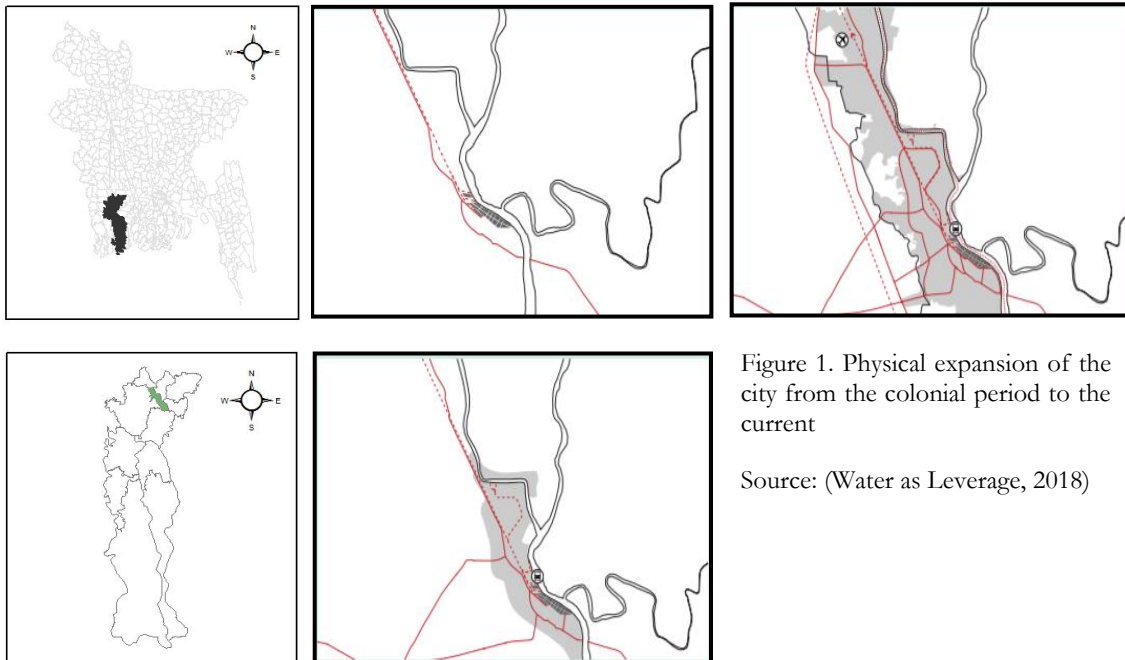 N
W E
S
N
W E
S
Figure 1. Physical expansion of the
city from the colonial period to the
current
Source: (Water as Leverage, 2018)